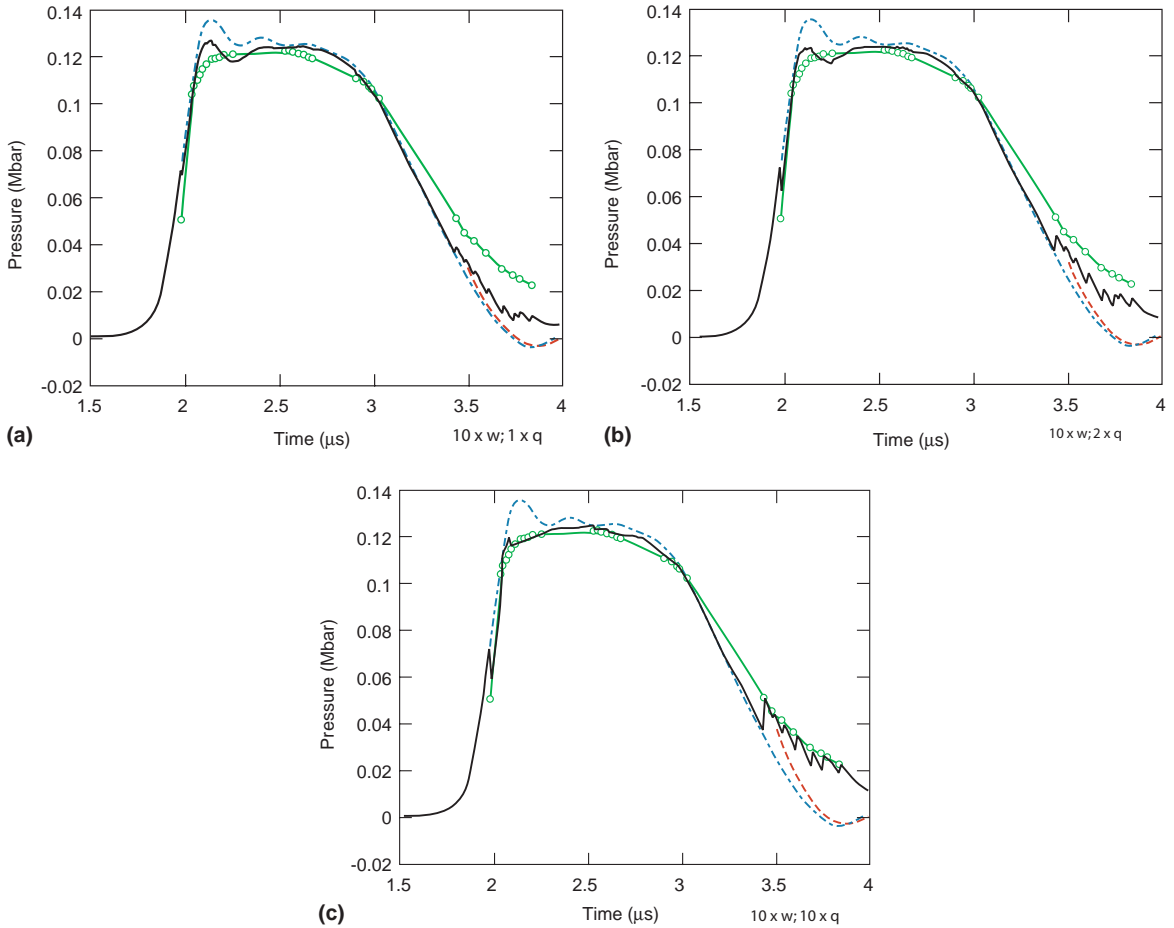 0.14
0.12
0.1
0.08
0.06
0.04
0.02
0
-0.02
Pressure (Mbar)
1.5 2 2.5 3 3.5 4
Time (μs)
(a)
10 x w; 1 x q
0.14
0.12
0.1
0.08
0.06
0.04
0.02
0
-0.02
Pressure (Mbar)
1.5 2 2.5 3 3.5 4
Time (μs)
(b)
10 x w; 2 x q
0.14
0.12
0.1
0.08
0.06
0.04
0.02
0
-0.02
Pressure (Mbar)
1.5 2 2.5 3 3.5 4
Time (μs)
(c)
10 x w; 10 x q